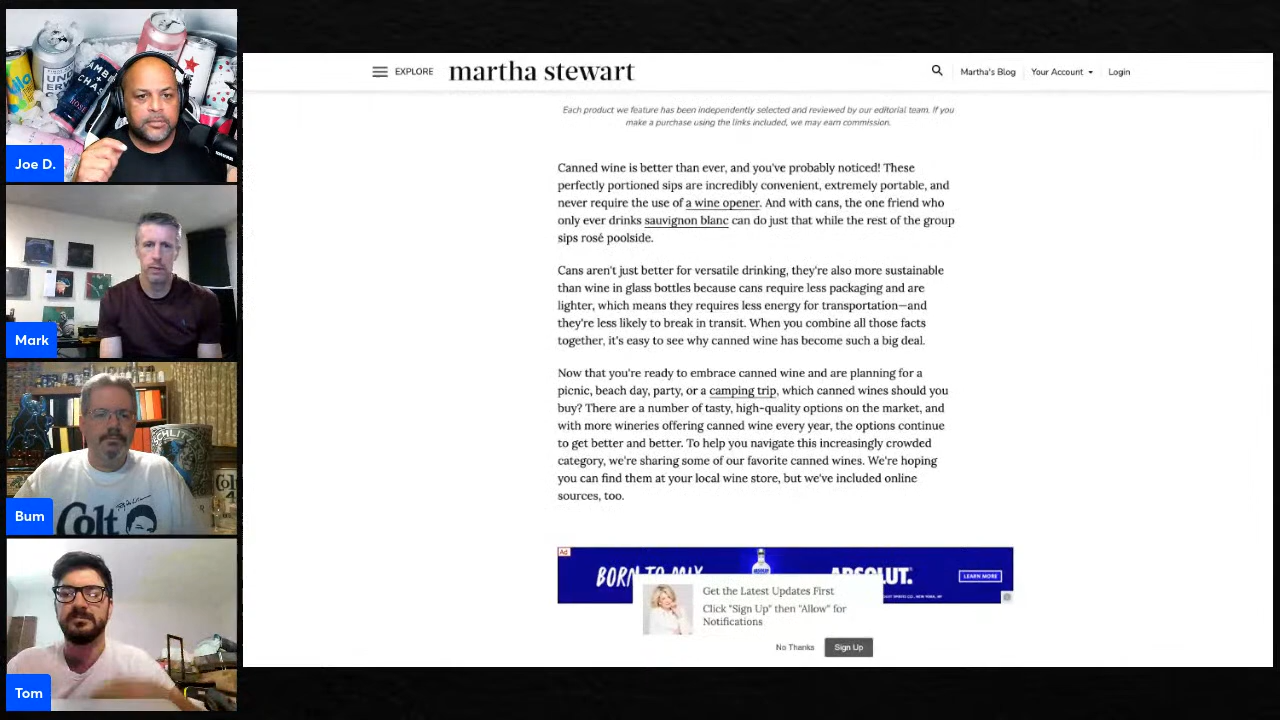 Joe D.
Mark
Bum
Colt
Tom
EXPLORE
martha stewart
Martha's Blog
Your Account
Login
Each product we feature has been independently selected and reviewed by our editorial team. If you
make a purchase using the links included, we may earn commission.
Canned wine is better than ever, and you've probably noticed! These
perfectly portioned sips are incredibly convenient, extremely portable, and
never require the use of a wine opener. And with cans, the one friend who
only ever drinks sauvignon blanc can do just that while the rest of the group
sips rosé poolside.
Cans aren't just better for versatile drinking, they're also more sustainable
than wine in glass bottles because cans require less packaging and are
lighter, which means they requires less energy for transportation—and
they're less likely to break in transit. When you combine all those facts
together, it's easy to see why canned wine has become such a big deal.
Now that you're ready to embrace canned wine and are planning for a
picnic, beach day, party, or a camping trip, which canned wines should you
buy? There are a number of tasty, high-quality options on the market, and
with more wineries offering canned wine every year, the options continue
to get better and better. To help you navigate this increasingly crowded
category, we're sharing some of our favorite canned wines. We're hoping
you can find them at your local wine store, but we've included online
sources, too.
Ad
BORN TO MIX
ABSOLUT.
LEARN MORE
Get the Latest Updates First
Click "Sign Up" then "Allow" for
Notifications
No Thanks
Sign Up